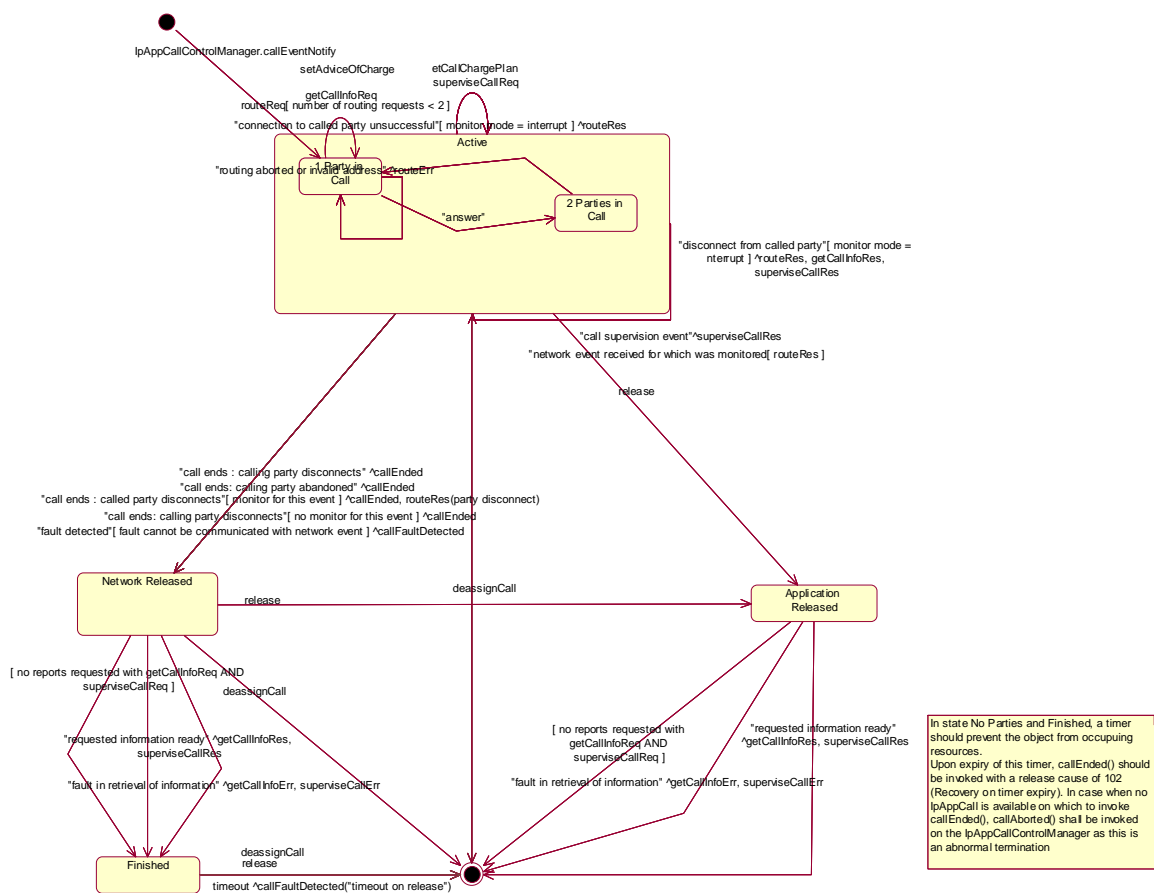 IpAppCallControlManager.callEventNotify
setAdviceOfCharge
etCallChargePlan
superviseCallReq
getCallInfoReq
routeReq[ number of routing requests < 2 ]
"connection to called party unsuccessful"[ monitor mode = interrupt ] ^routeRes
Active
1 Party in
Call
"routing aborted or invalid address" ^routeErr
2 Parties in
Call
"answer"
"disconnect from called party"[ monitor mode =
nterrupt ] ^routeRes, getCallInfoRes,
superviseCallRes
"call supervision event"^superviseCallRes
"network event received for which was monitored[ routeRes ]
release
"call ends : calling party disconnects" ^callEnded
"call ends: calling party abandoned" ^callEnded
"call ends : called party disconnects"[ monitor for this event ] ^callEnded, routeRes(party disconnect)
"call ends: calling party disconnects"[ no monitor for this event ] ^callEnded
"fault detected"[ fault cannot be communicated with network event ] ^callFaultDetected
Network Released
release
deassignCall
Application
Released
[ no reports requested with getCallInfoReq AND
superviseCallReq ]
deassignCall
"requested information ready" ^getCallInfoRes,
superviseCallRes
"fault in retrieval of information" ^getCallInfoErr, superviseCallErr
[ no reports requested with
getCallInfoReq AND
superviseCallReq ]
"requested information ready"
^getCallInfoRes, superviseCallRes
"fault in retrieval of information" ^getCallInfoErr, superviseCallErr
In state No Parties and Finished, a timer
should prevent the object from occupuing
resources.
Upon expiry of this timer, callEnded() should
be invoked with a release cause of 102
(Recovery on timer expiry). In case when no
IpAppCall is available on which to invoke
callEnded(), callAborted() shall be invoked
on the IpAppCallControlManager as this is
an abnormal termination
Finished
deassignCall
release
timeout ^callFaultDetected("timeout on release")